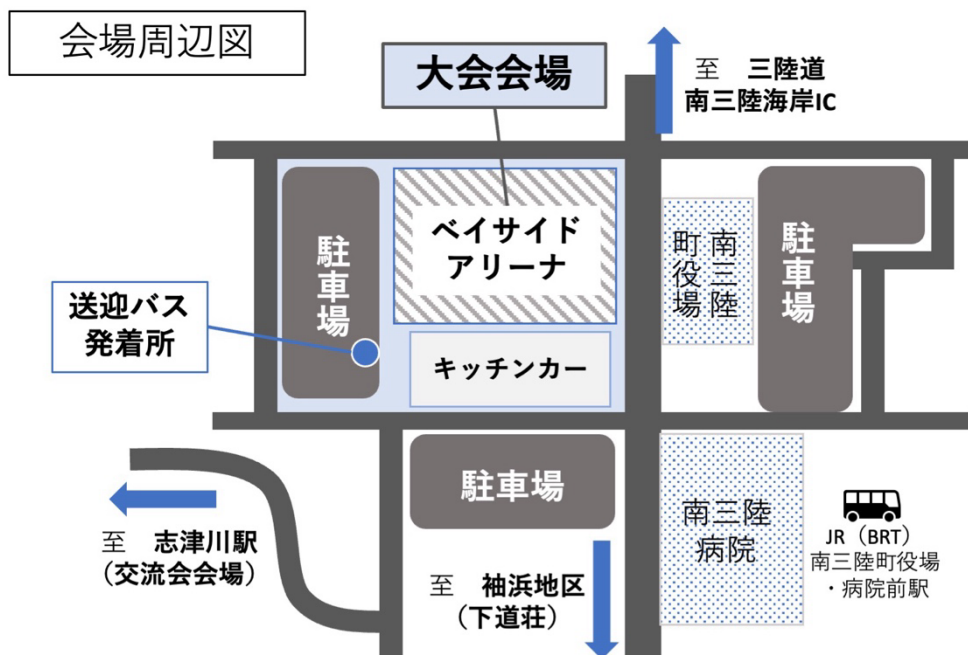 会場周辺図
大会会場
至　三陸道
南三陸海岸IC
駐車場
ベイサイド
アリーナ
南三陸
町役場
駐車場
送迎バス
発着所
キッチンカー
駐車場
南三陸
病院
JR（BRT）
南三陸町役場
・病院前駅
至　志津川駅
（交流会会場）
至　袖浜地区
（下道荘）